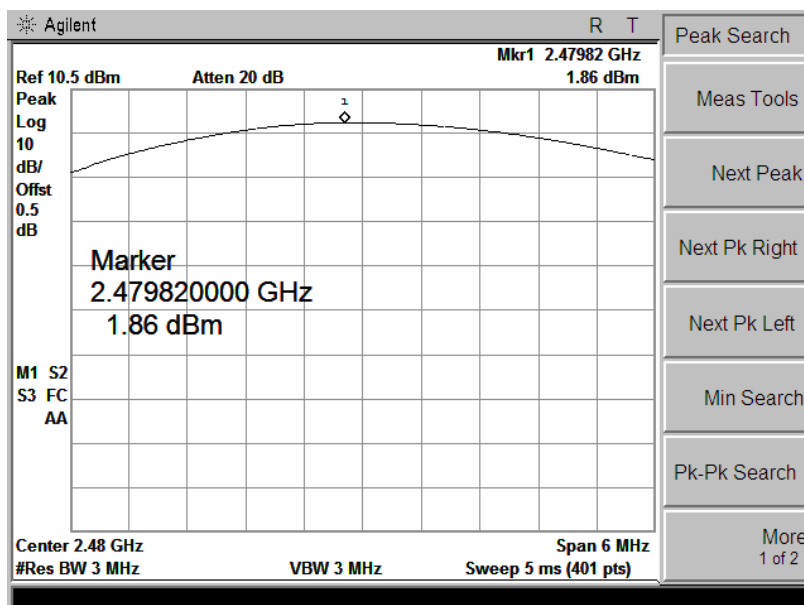 Agilent R T
Mkr1 2.47982 GHz
Ref 10.5 dBm Atten 20 dB 1.86 dBm
Peak
Log
10
dB/
Offst
0.5
dB
1
Marker
2.479820000 GHz
1.86 dBm
M1 S2
S3 FC
AA
Center 2.48 GHz Span 6 MHz
#Res BW 3 MHz VBW 3 MHz Sweep 5 ms (401 pts)
Peak Search
Meas Tools
Next Peak
Next Pk Right
Next Pk Left
Min Search
Pk-Pk Search
More
1 of 2